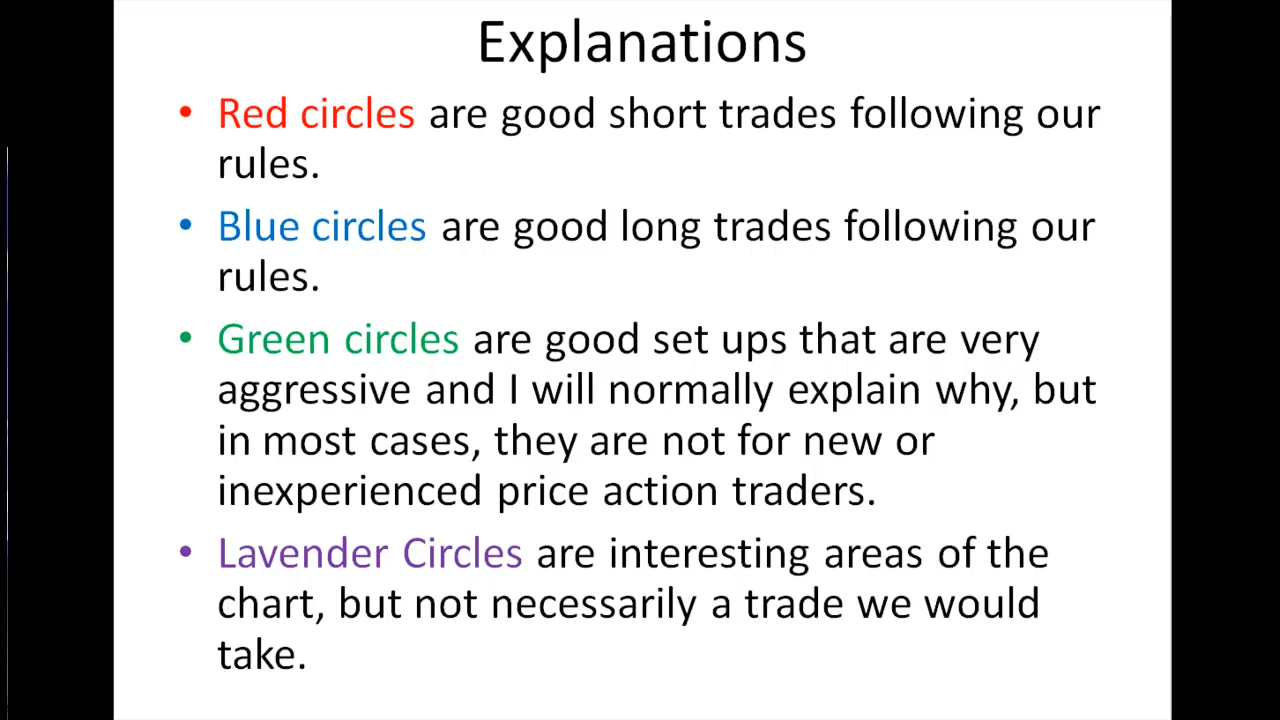 Explanations
• Red circles are good short trades following our
rules.
• Blue circles are good long trades following our
rules.
• Green circles are good set ups that are very
aggressive and I will normally explain why, but
in most cases, they are not for new or
inexperienced price action traders.
• Lavender Circles are interesting areas of the
chart, but not necessarily a trade we would
take.